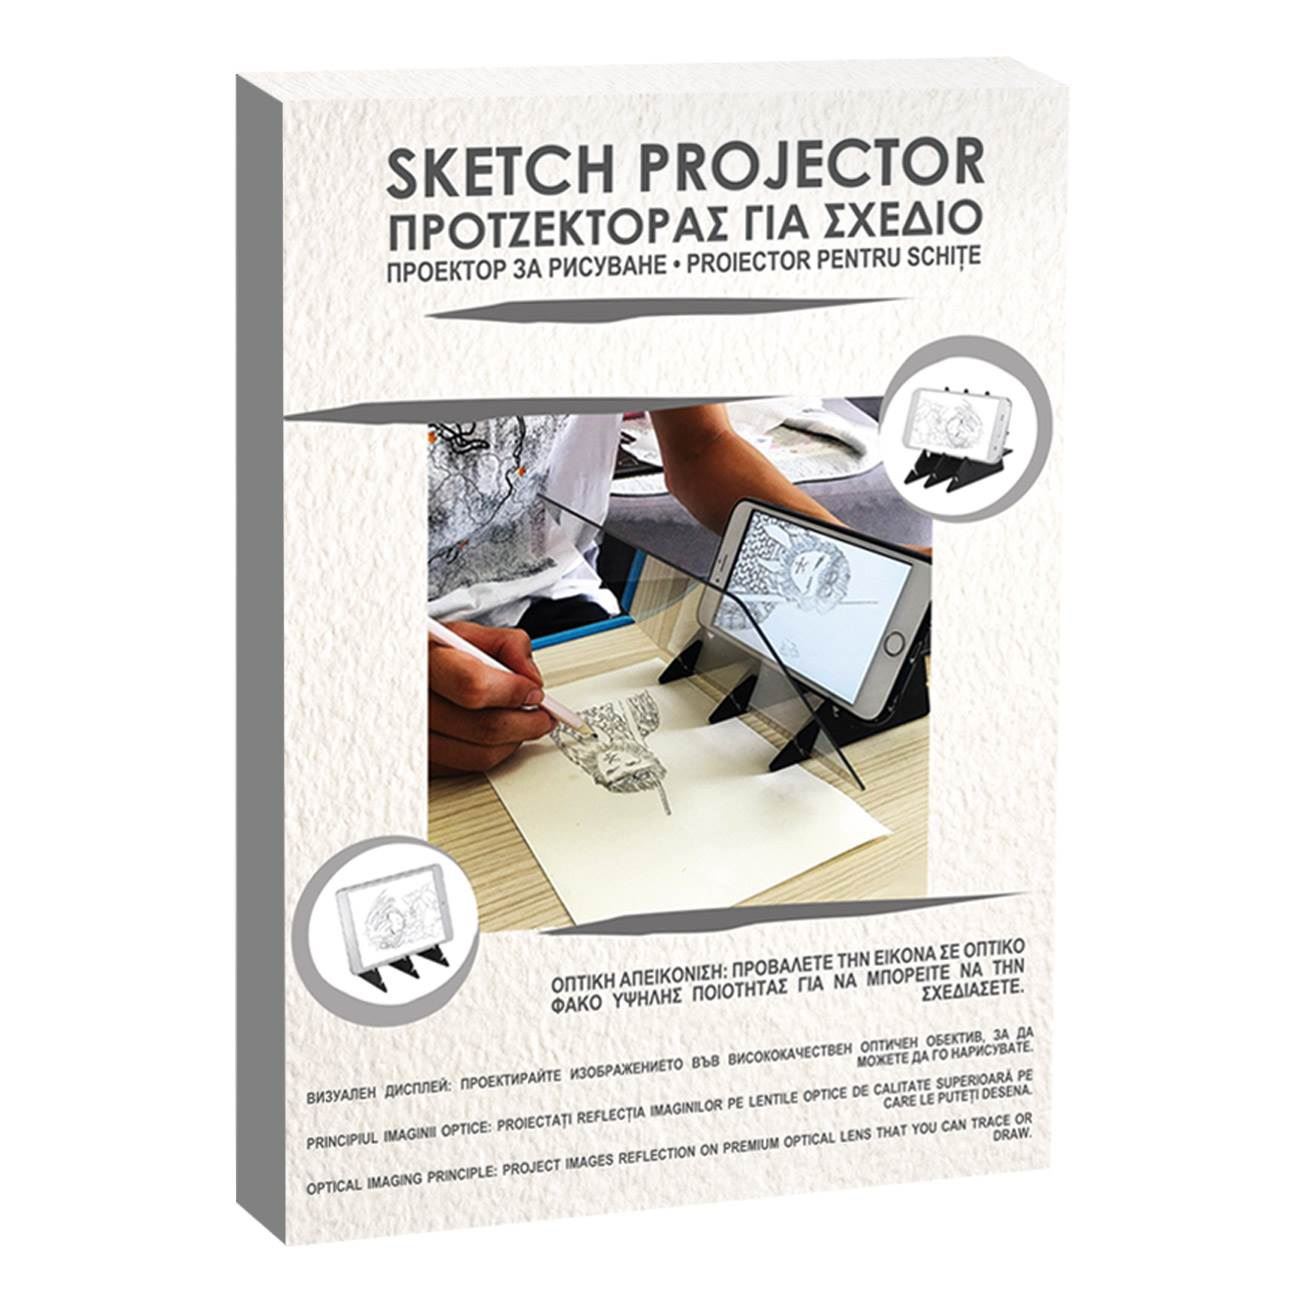 SKETCH PROJECTOR
ΠΡΟΤΖΕΚΤΟΡΑΣ ΓΙΑ ΣΧΕΔΙΟ
ПРОЕКТОР ЗА РИСУВАНЕ • PROIECTOR PENTRU SCHIȚE
ΟΠΤΙΚΗ ΑΠΕΙΚΟΝΙΣΗ: ΠΡΟΒΑΛΕΤΕ ΤΗΝ ΕΙΚΟΝΑ ΣΕ ΟΠΤΙΚΟ
ΦΑΚΟ ΥΨΗΛΗΣ ΠΟΙΟΤΗΤΑΣ ΓΙΑ ΝΑ ΜΠΟΡΕΙΤΕ ΝΑ ΤΗΝ
ΣΧΕΔΙΑΣΕΤΕ.
ВИЗУАЛЕН ДИСПЛЕЙ: ПРОЕКТИРАЙТЕ ИЗОБРАЖЕНИЕТО ВЪВ ВИСОКОКАЧЕСТВЕН ОПТИЧЕН ОБЕКТИВ, ЗА ДА
МОЖЕТЕ ДА ГО НАРИСУВАТЕ.
PRINCIPIUL IMAGINII OPTICE: PROIECTAȚI REFLECȚIA IMAGINILOR PE LENTILE OPTICE DE CALITATE SUPERIOARĂ PE
CARE LE PUTEȚI DESENA.
OPTICAL IMAGING PRINCIPLE: PROJECT IMAGES REFLECTION ON PREMIUM OPTICAL LENS THAT YOU CAN TRACE OR
DRAW.